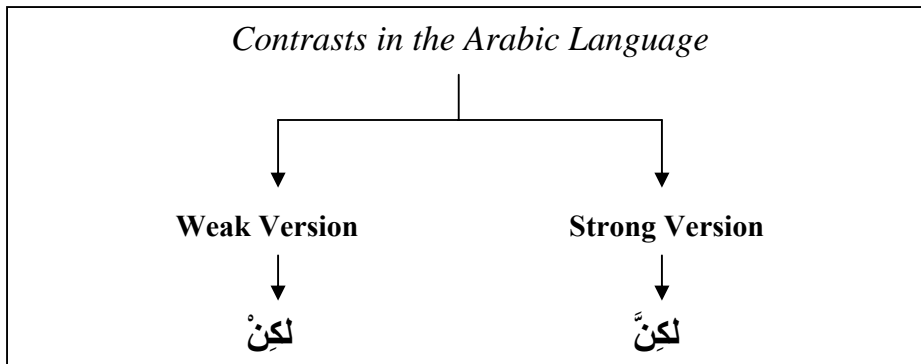 Contrasts in the Arabic Language
Weak Version Strong Version
لكِنْ لكِنَّ